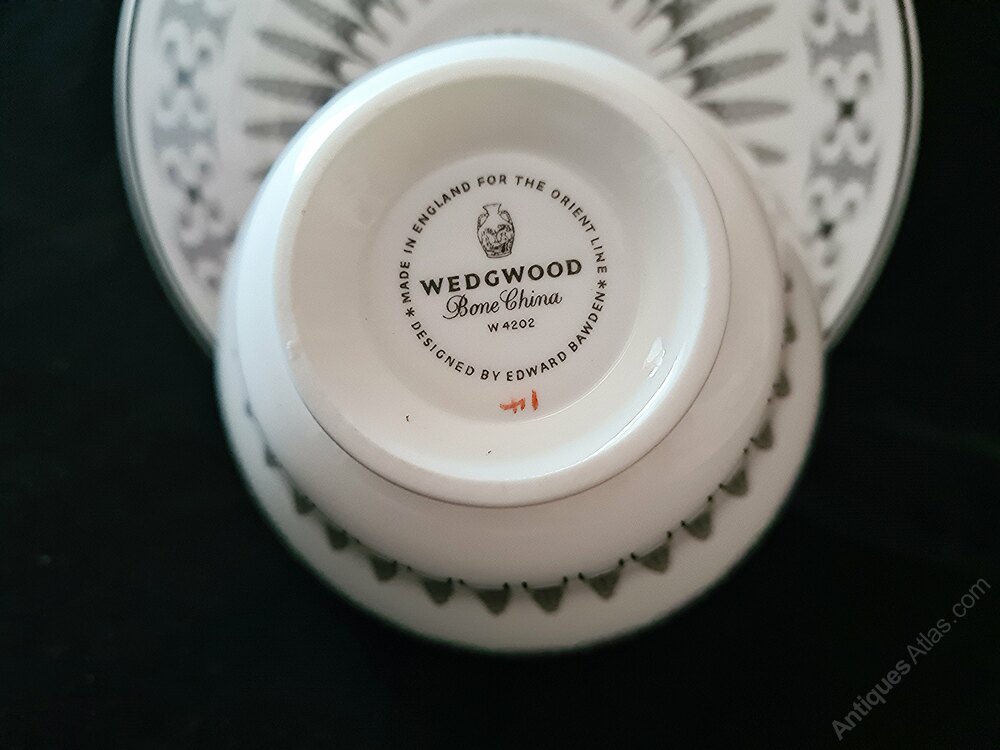 MADE IN ENGLAND FOR THE ORIENT LINE
WEDGWOOD
Bone China
W 4202
* DESIGNED BY EDWARD BAWDEN *
AntiquesAtlas.com